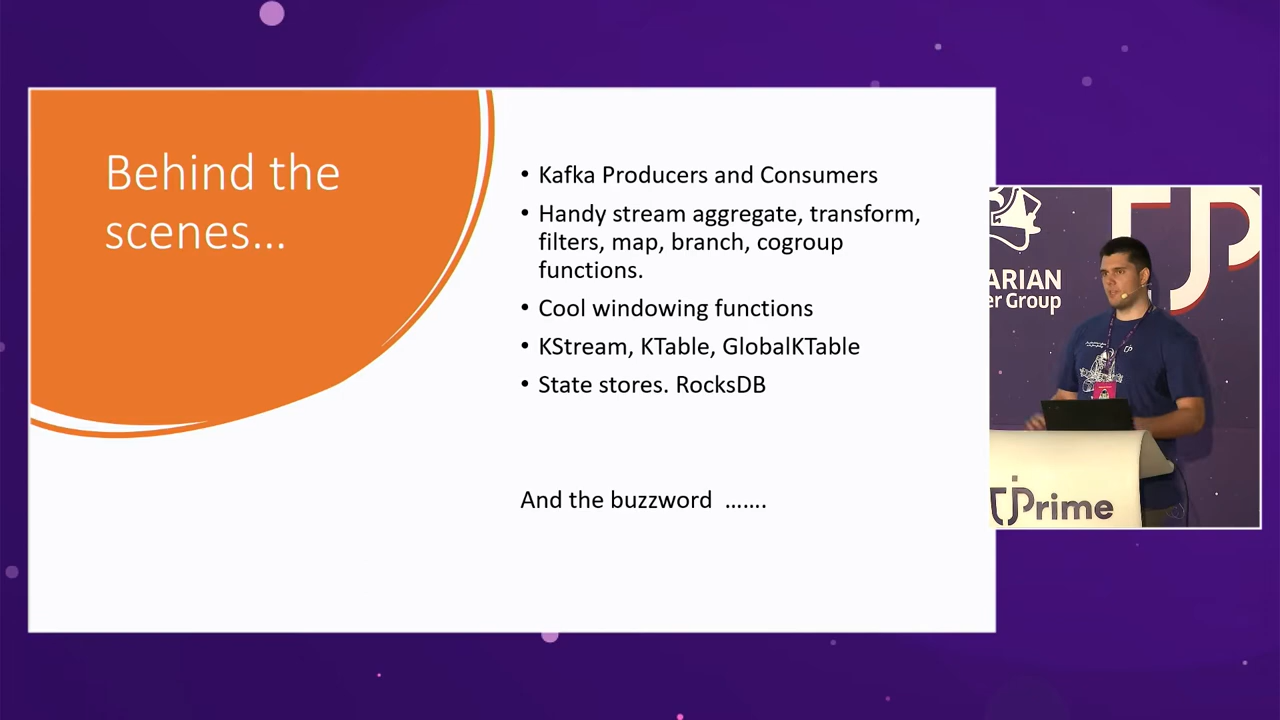 Behind the
scenes...
• Kafka Producers and Consumers
• Handy stream aggregate, transform,
filters, map, branch, cogroup
functions.
• Cool windowing functions
• KStream, KTable, GlobalKTable
• State stores. RocksDB
And the buzzword .......
ARIAN
er Group
JPrime